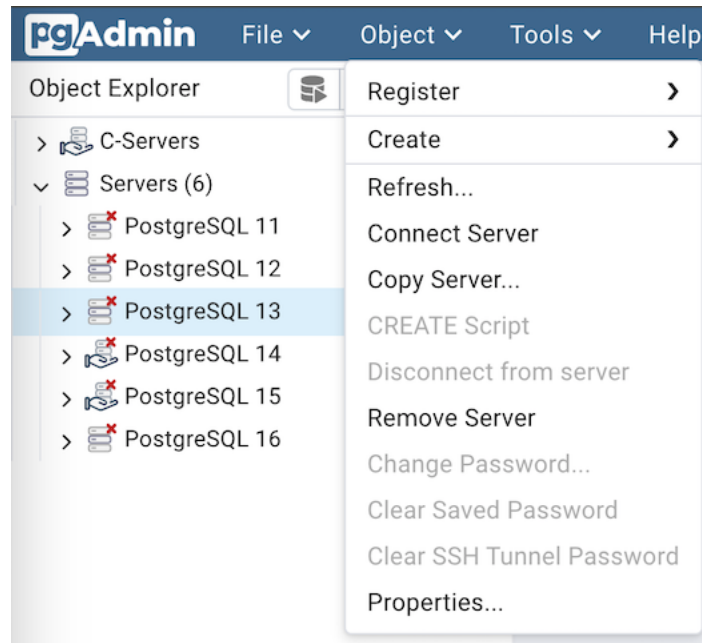 pgAdmin File Object Tools Help
Object Explorer
C-Servers
Servers (6)
PostgreSQL 11
PostgreSQL 12
PostgreSQL 13
PostgreSQL 14
PostgreSQL 15
PostgreSQL 16
Register
Create
Refresh...
Connect Server
Copy Server...
CREATE Script
Disconnect from server
Remove Server
Change Password...
Clear Saved Password
Clear SSH Tunnel Password
Properties...